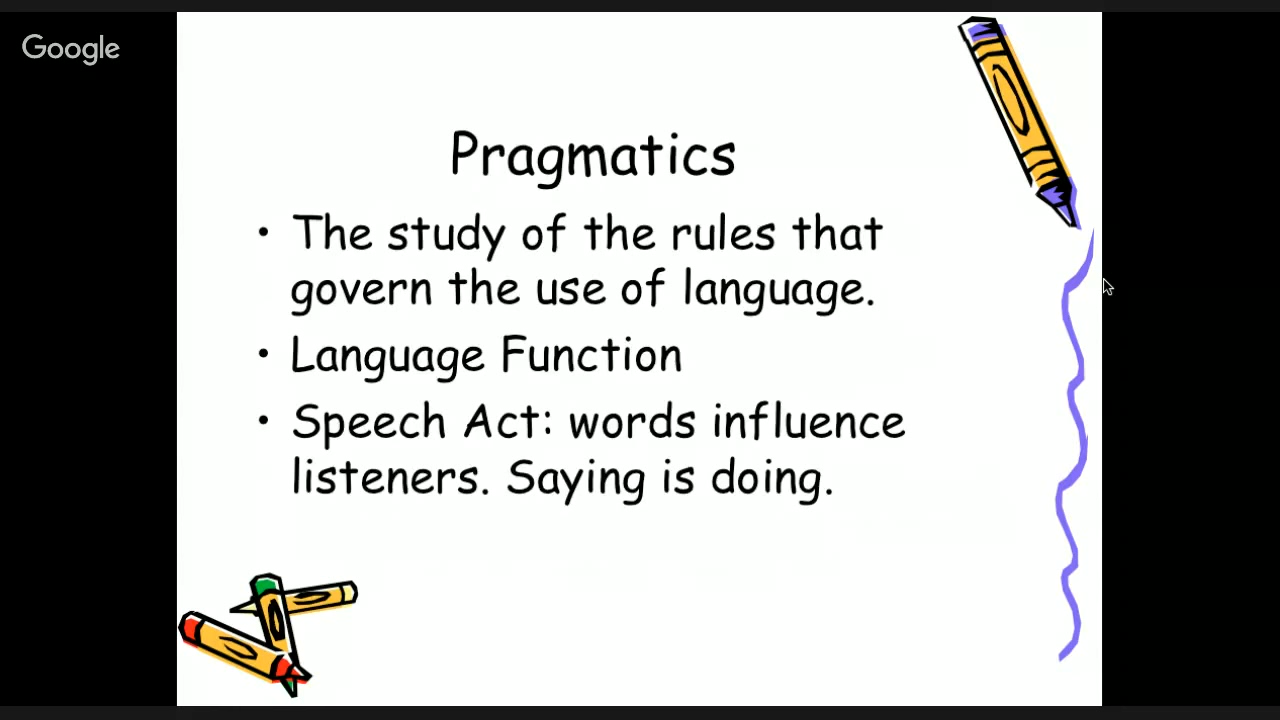 Google
Pragmatics
• The study of the rules that
govern the use of language.
• Language Function
• Speech Act: words influence
listeners. Saying is doing.